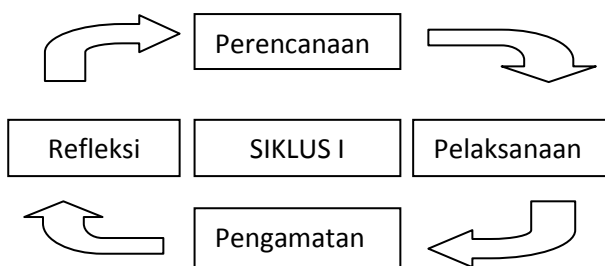 Perencanaan
Refleksi
SIKLUS I
Pelaksanaan
Pengamatan